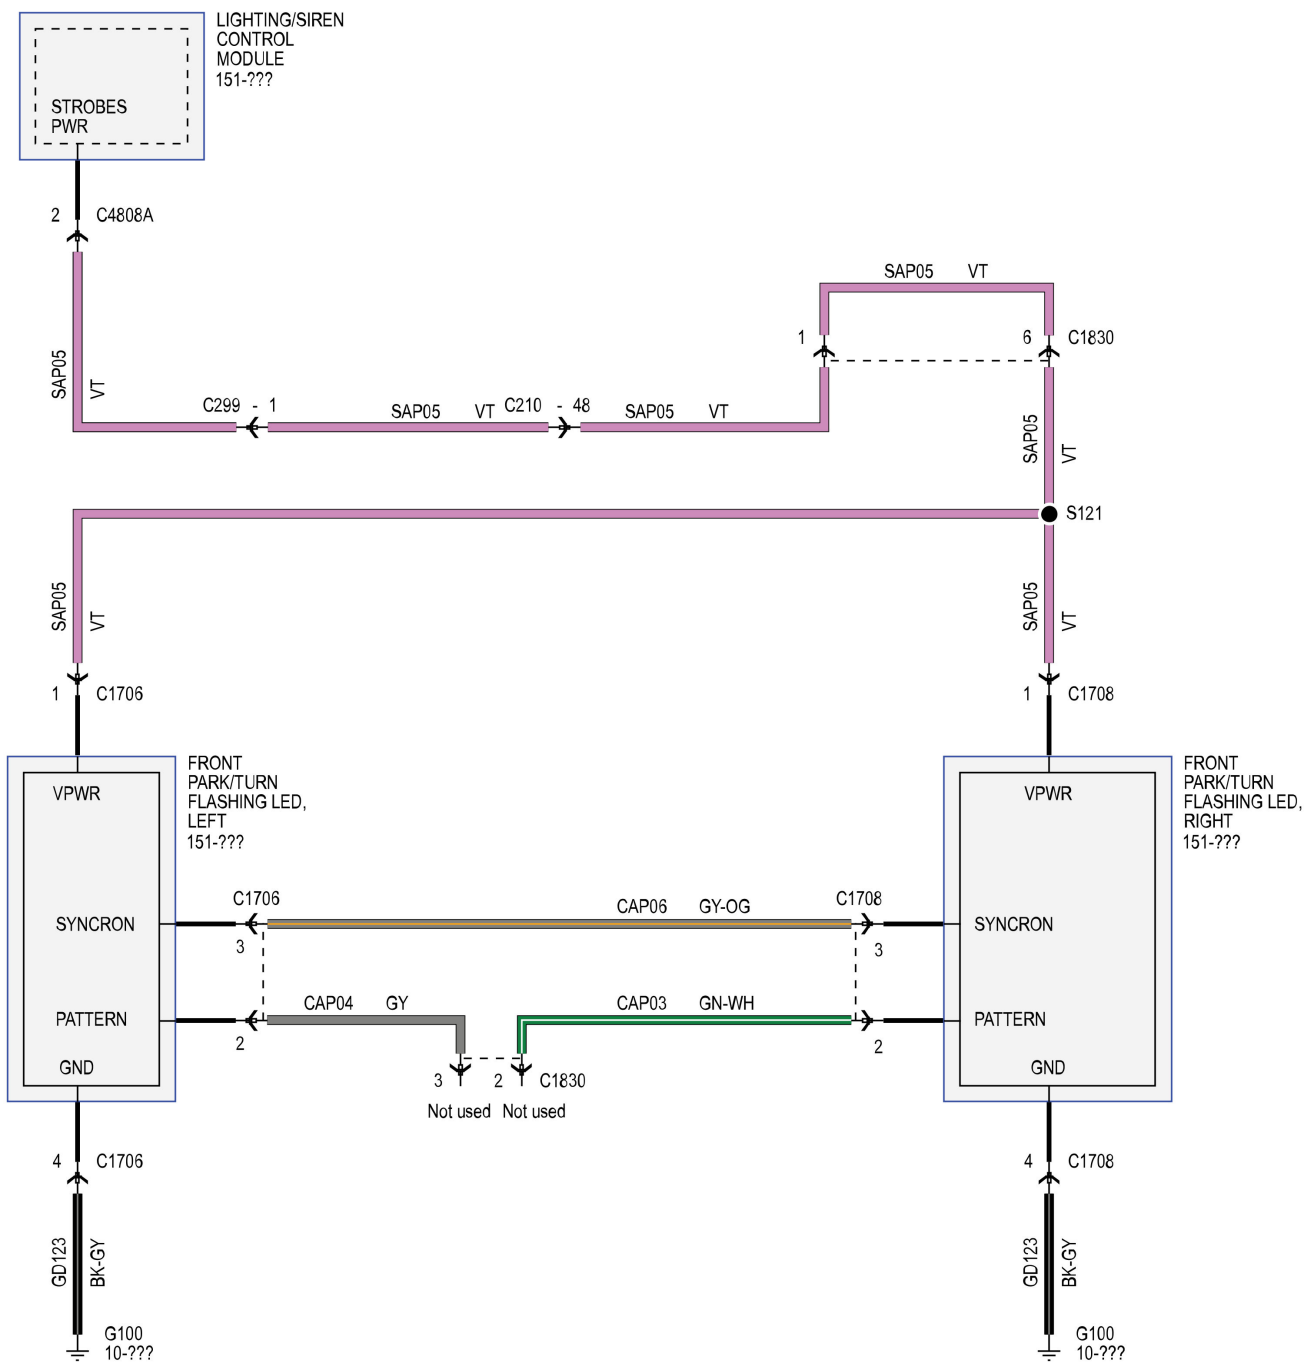 LIGHTING/SIREN
CONTROL
MODULE
151-???
STROBES
PWR
2 C4808A
SAP05 VT
1 6 C1830
SAP05 VT
C299 - 1 SAP05 VT C210 - 48 SAP05 VT
SAP05 VT
S121
SAP05 VT
SAP05 VT
1 C1706
1 C1708
FRONT
PARK/TURN
FLASHING LED,
LEFT
151-???
VPWR
SYNCRON
PATTERN
GND
FRONT
PARK/TURN
FLASHING LED,
RIGHT
151-???
VPWR
SYNCRON
PATTERN
GND
C1706 CAP06 GY-OG C1708
3 3
CAP04 GY CAP03 GN-WH
2 2
3 2 C1830
Not used Not used
4 C1706
4 C1708
GD123 BK-GY
GD123 BK-GY
G100
10-???
G100
10-???